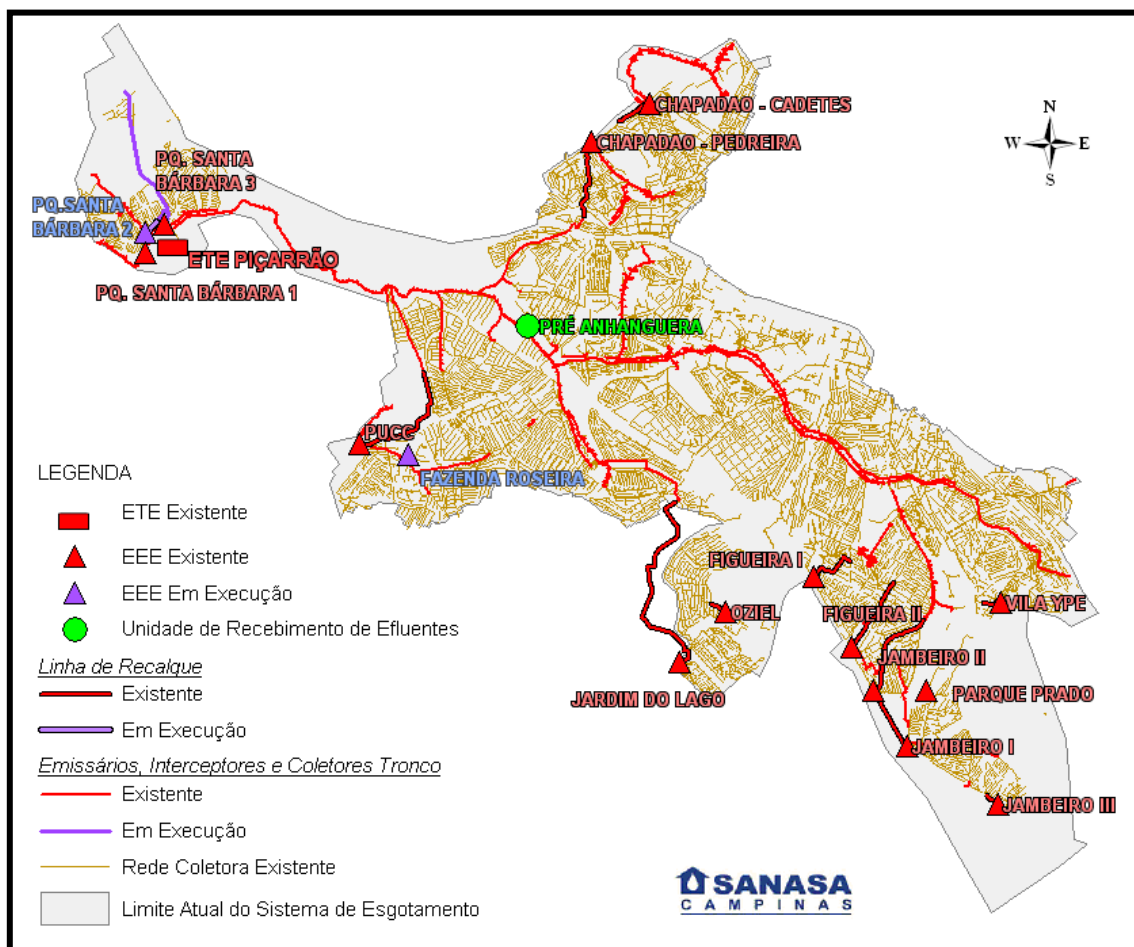 CHAPADAO - CADETES
N
CHAPADAO - PEDREIRA
W
E
S
PQ. SANTA
BÁRBARA 3
PQ.SANTA
BÁRBARA 2
ETE PIÇARRÃO
PQ. SANTA BÁRBARA 1
PRÉ ANHANGUERA
PUCC
FAZENDA ROSEIRA
FIGUEIRA I
OZIEL
FIGUEIRA II
VILA YPE
JAMBEIRO II
JARDIM DO LAGO
PARQUE PRADO
JAMBEIRO I
JAMBEIRO III
LEGENDA
ETE Existente
EEE Existente
EEE Em Execução
Unidade de Recebimento de Efluentes
Linha de Recalque
Existente
Em Execução
Emissários, Interceptores e Coletores Tronco
Existente
Em Execução
Rede Coletora Existente
Limite Atual do Sistema de Esgotamento
SANASA
CAMPINAS